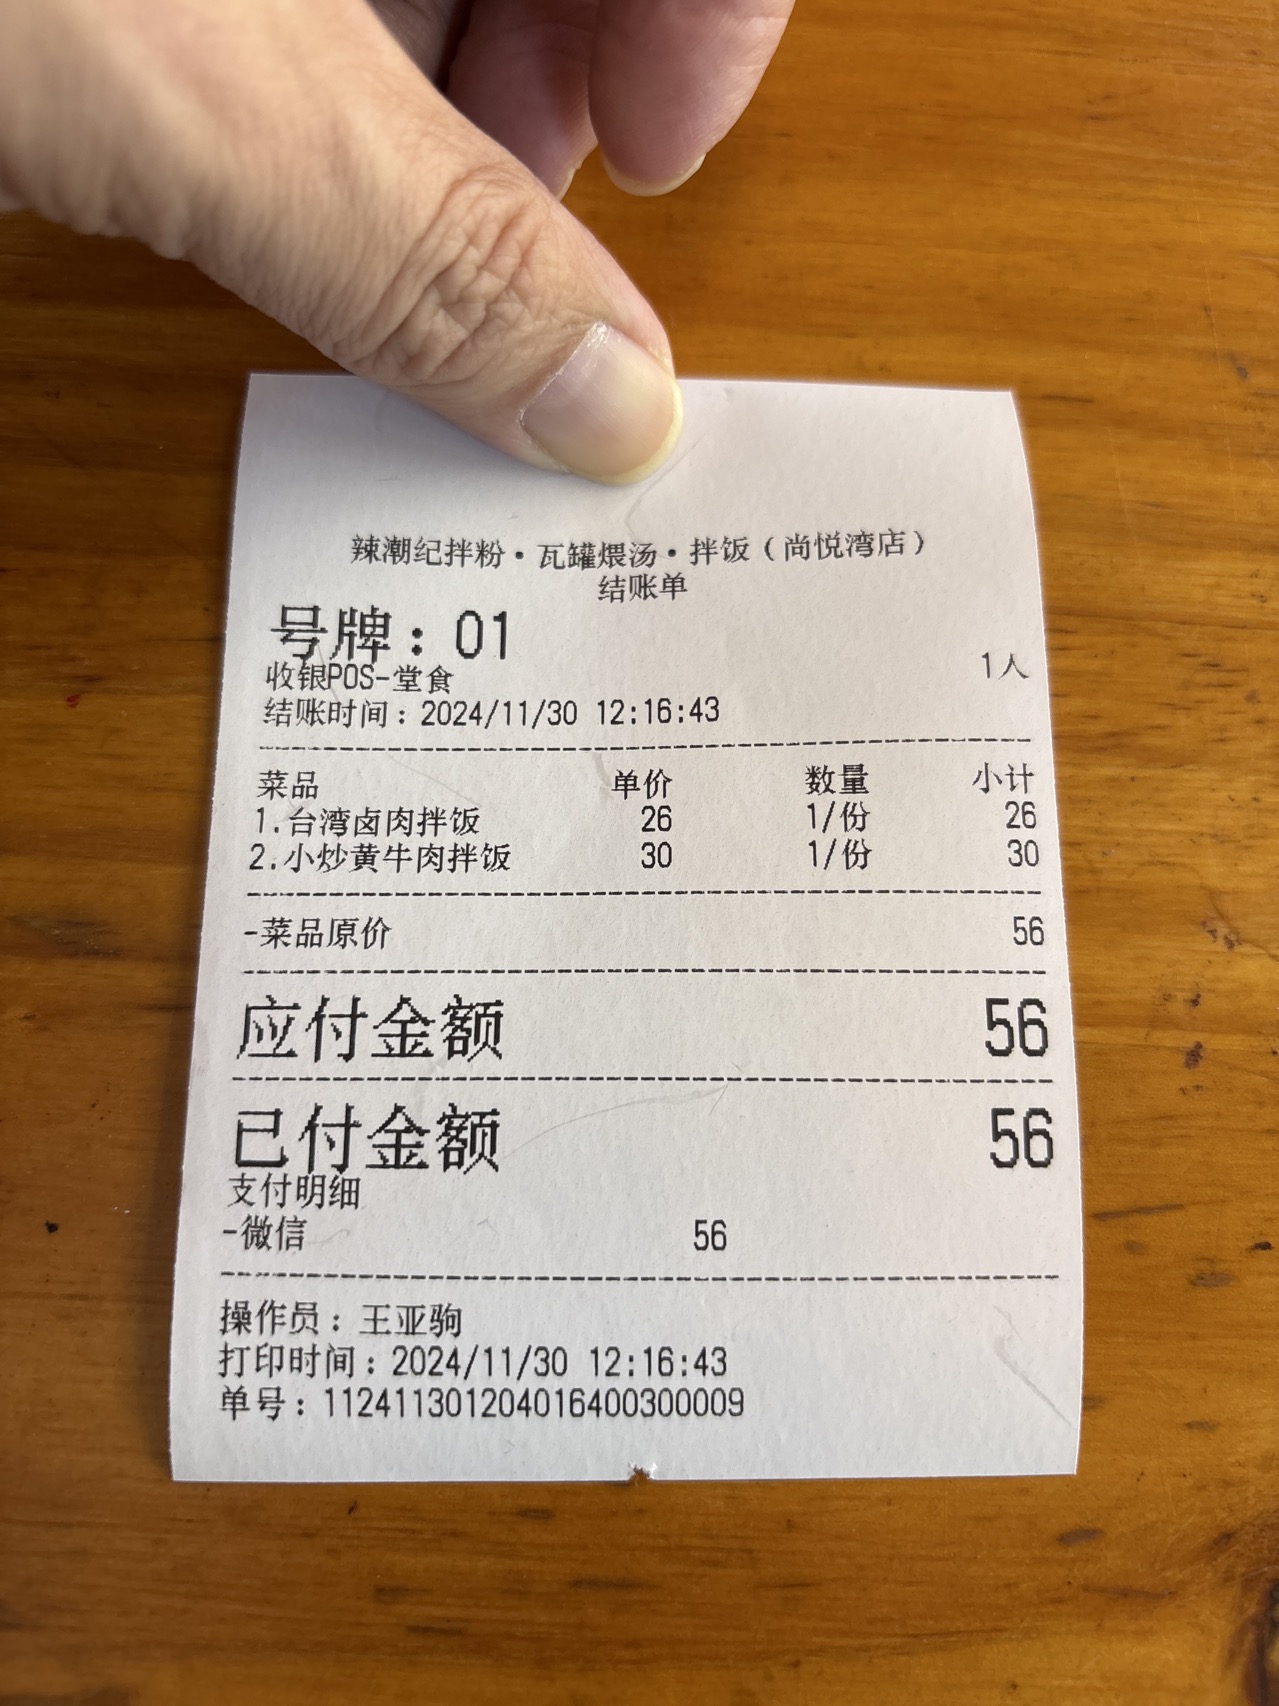 辣潮纪拌粉·瓦罐煨汤·拌饭（尚悦湾店）
结账单
号牌：01
收银POS-堂食 1人
结账时间：2024/11/30 12:16:43
菜品 单价 数量 小计
1.台湾卤肉拌饭 26 1/份 26
2.小炒黄牛肉拌饭 30 1/份 30
-菜品原价 56
应付金额 56
已付金额 56
支付明细
-微信 56
操作员：王亚驹
打印时间：2024/11/30 12:16:43
单号：112411301204016400300009